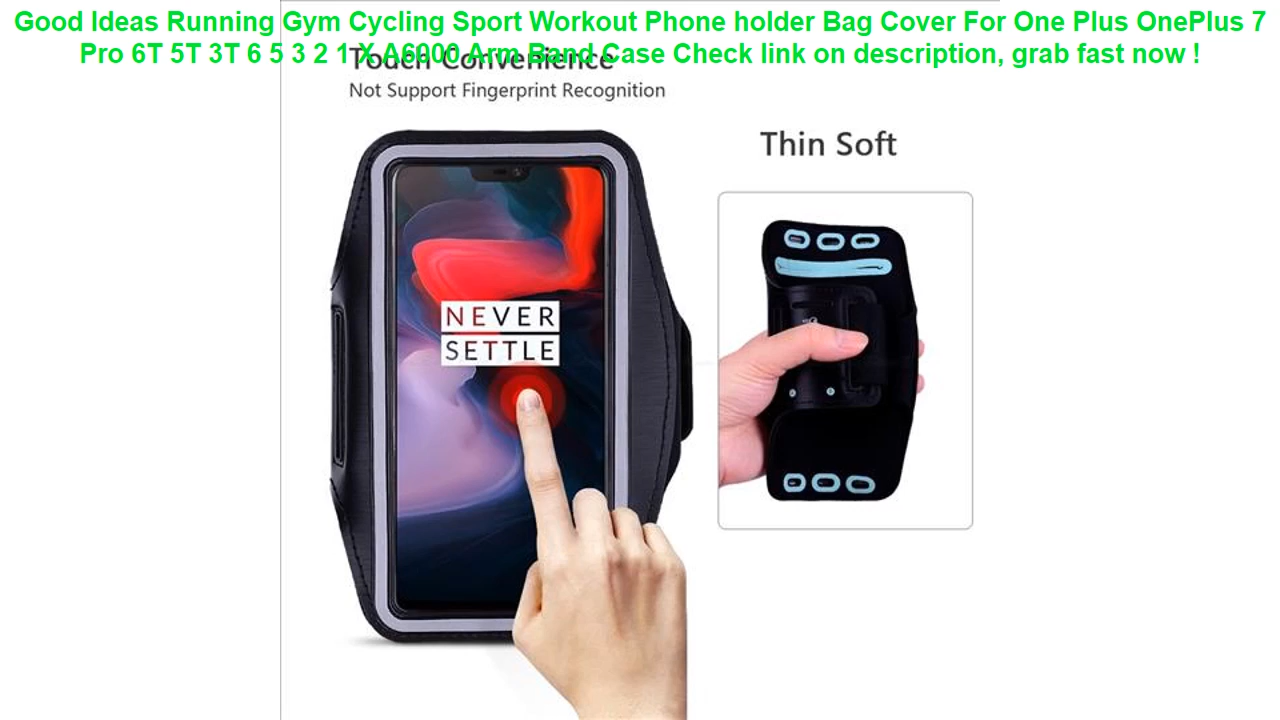 Good Ideas Running Gym Cycling Sport Workout Phone holder Bag Cover For One Plus OnePlus 7
Pro 6T 5T 3T 6 5 3 2 1 X A6000 Arm Band Case Check link on description, grab fast now !
Touch Convenience
Not Support Fingerprint Recognition
Thin Soft
NEVER
SETTLE